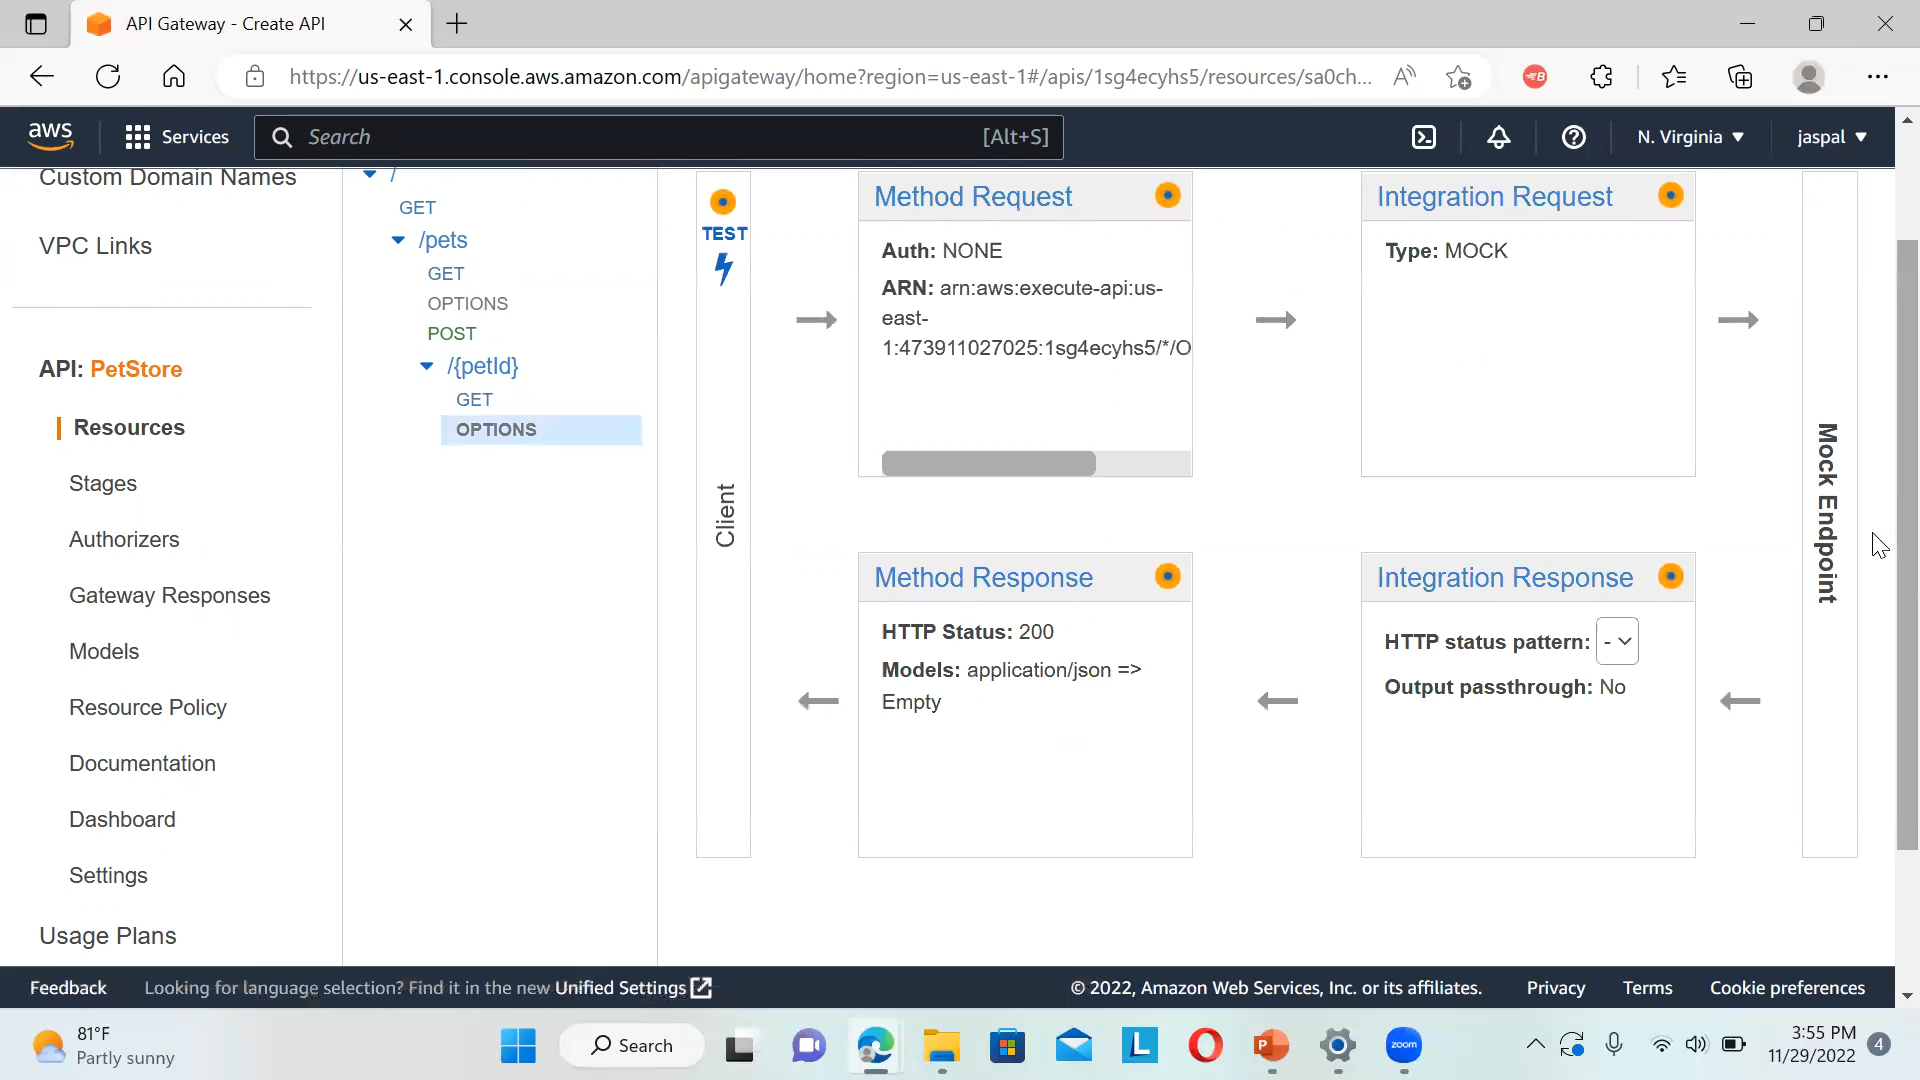 API Gateway - Create API
https://us-east-1.console.aws.amazon.com/apigateway/home?region=us-east-1#/apis/1sg4ecyhs5/resources/sa0ch...
aws
Services
Search
[Alt+S]
N. Virginia
jaspal
Custom Domain Names
VPC Links
API: PetStore
Resources
Stages
Authorizers
Gateway Responses
Models
Resource Policy
Documentation
Dashboard
Settings
Usage Plans
/
GET
/pets
GET
OPTIONS
POST
/{petId}
GET
OPTIONS
TEST
Client
Method Request
Auth: NONE
ARN: arn:aws:execute-api:us-
east-
1:473911027025:1sg4ecyhs5/*/O
Integration Request
Type: MOCK
Mock Endpoint
Method Response
HTTP Status: 200
Models: application/json =>
Empty
Integration Response
HTTP status pattern: -
Output passthrough: No
Feedback
Looking for language selection? Find it in the new Unified Settings
© 2022, Amazon Web Services, Inc. or its affiliates.
Privacy
Terms
Cookie preferences
81°F
Partly sunny
Search
L
P
zoom
3:55 PM
11/29/2022
4